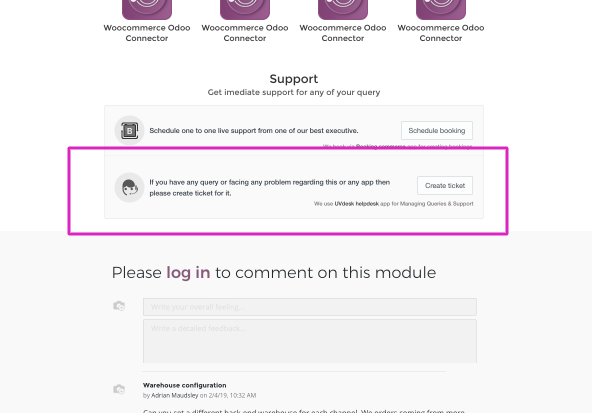 Woocommerce Odoo Connector
Woocommerce Odoo Connector
Woocommerce Odoo Connector
Woocommerce Odoo Connector
Support
Get imediate support for any of your query
B
Schedule one to one live support from one of our best executive.
Schedule booking
We heak use Booking commerce app for creating bookings
If you have any query or facing any problem regarding this or any app then
please create ticket for it.
Create ticket
We use UVdesk helpdesk app for Managing Queries & Support
Please log in to comment on this module
Write your overall feeling...
Write a detailed feedback...
Warehouse configuration
by Adrian Maudsley on 2/4/19, 10:32 AM
Can you set a different back end warehouse for each channel. We orders coming from more